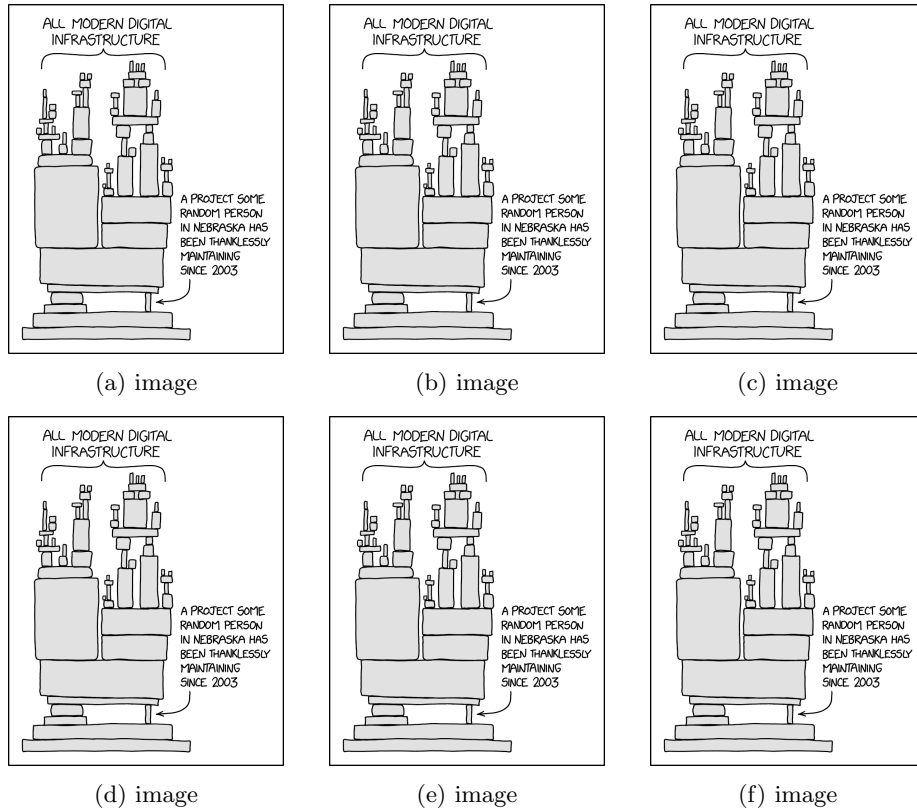 ALL MODERN DIGITAL
INFRASTRUCTURE
A PROJECT SOME
RANDOM PERSON
IN NEBRASKA HAS
BEEN THANKLESSLY
MAINTAINING
SINCE 2003
(a) image
ALL MODERN DIGITAL
INFRASTRUCTURE
A PROJECT SOME
RANDOM PERSON
IN NEBRASKA HAS
BEEN THANKLESSLY
MAINTAINING
SINCE 2003
(b) image
ALL MODERN DIGITAL
INFRASTRUCTURE
A PROJECT SOME
RANDOM PERSON
IN NEBRASKA HAS
BEEN THANKLESSLY
MAINTAINING
SINCE 2003
(c) image
ALL MODERN DIGITAL
INFRASTRUCTURE
A PROJECT SOME
RANDOM PERSON
IN NEBRASKA HAS
BEEN THANKLESSLY
MAINTAINING
SINCE 2003
(d) image
ALL MODERN DIGITAL
INFRASTRUCTURE
A PROJECT SOME
RANDOM PERSON
IN NEBRASKA HAS
BEEN THANKLESSLY
MAINTAINING
SINCE 2003
(e) image
ALL MODERN DIGITAL
INFRASTRUCTURE
A PROJECT SOME
RANDOM PERSON
IN NEBRASKA HAS
BEEN THANKLESSLY
MAINTAINING
SINCE 2003
(f) image